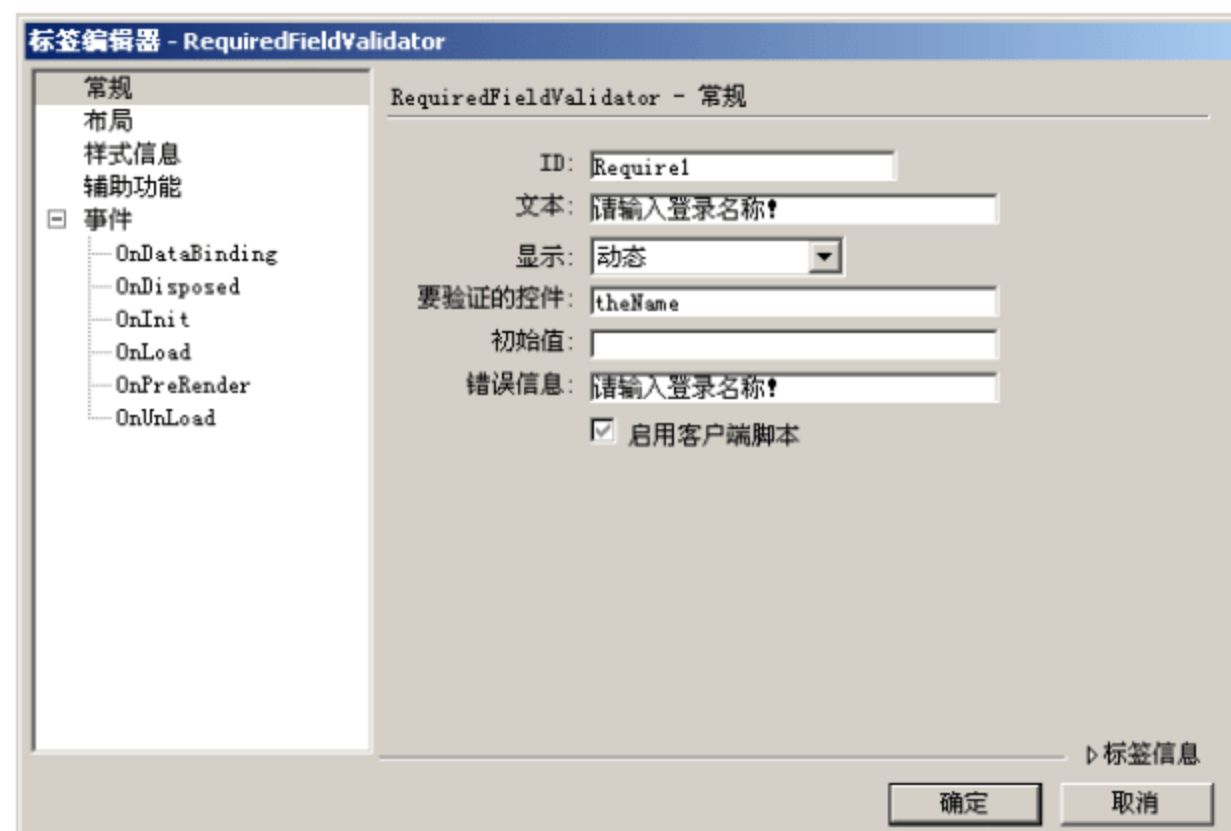 标签编辑器 - RequiredFieldValidator
常规
布局
样式信息
辅助功能
事件
OnDataBinding
OnDisposed
OnInit
OnLoad
OnPreRender
OnUnLoad
RequiredFieldValidator - 常规
ID: Require1
文本: 请输入登录名称!
显示: 动态
要验证的控件: theName
初始值:
错误信息: 请输入登录名称!
启用客户端脚本
标签信息
确定 取消